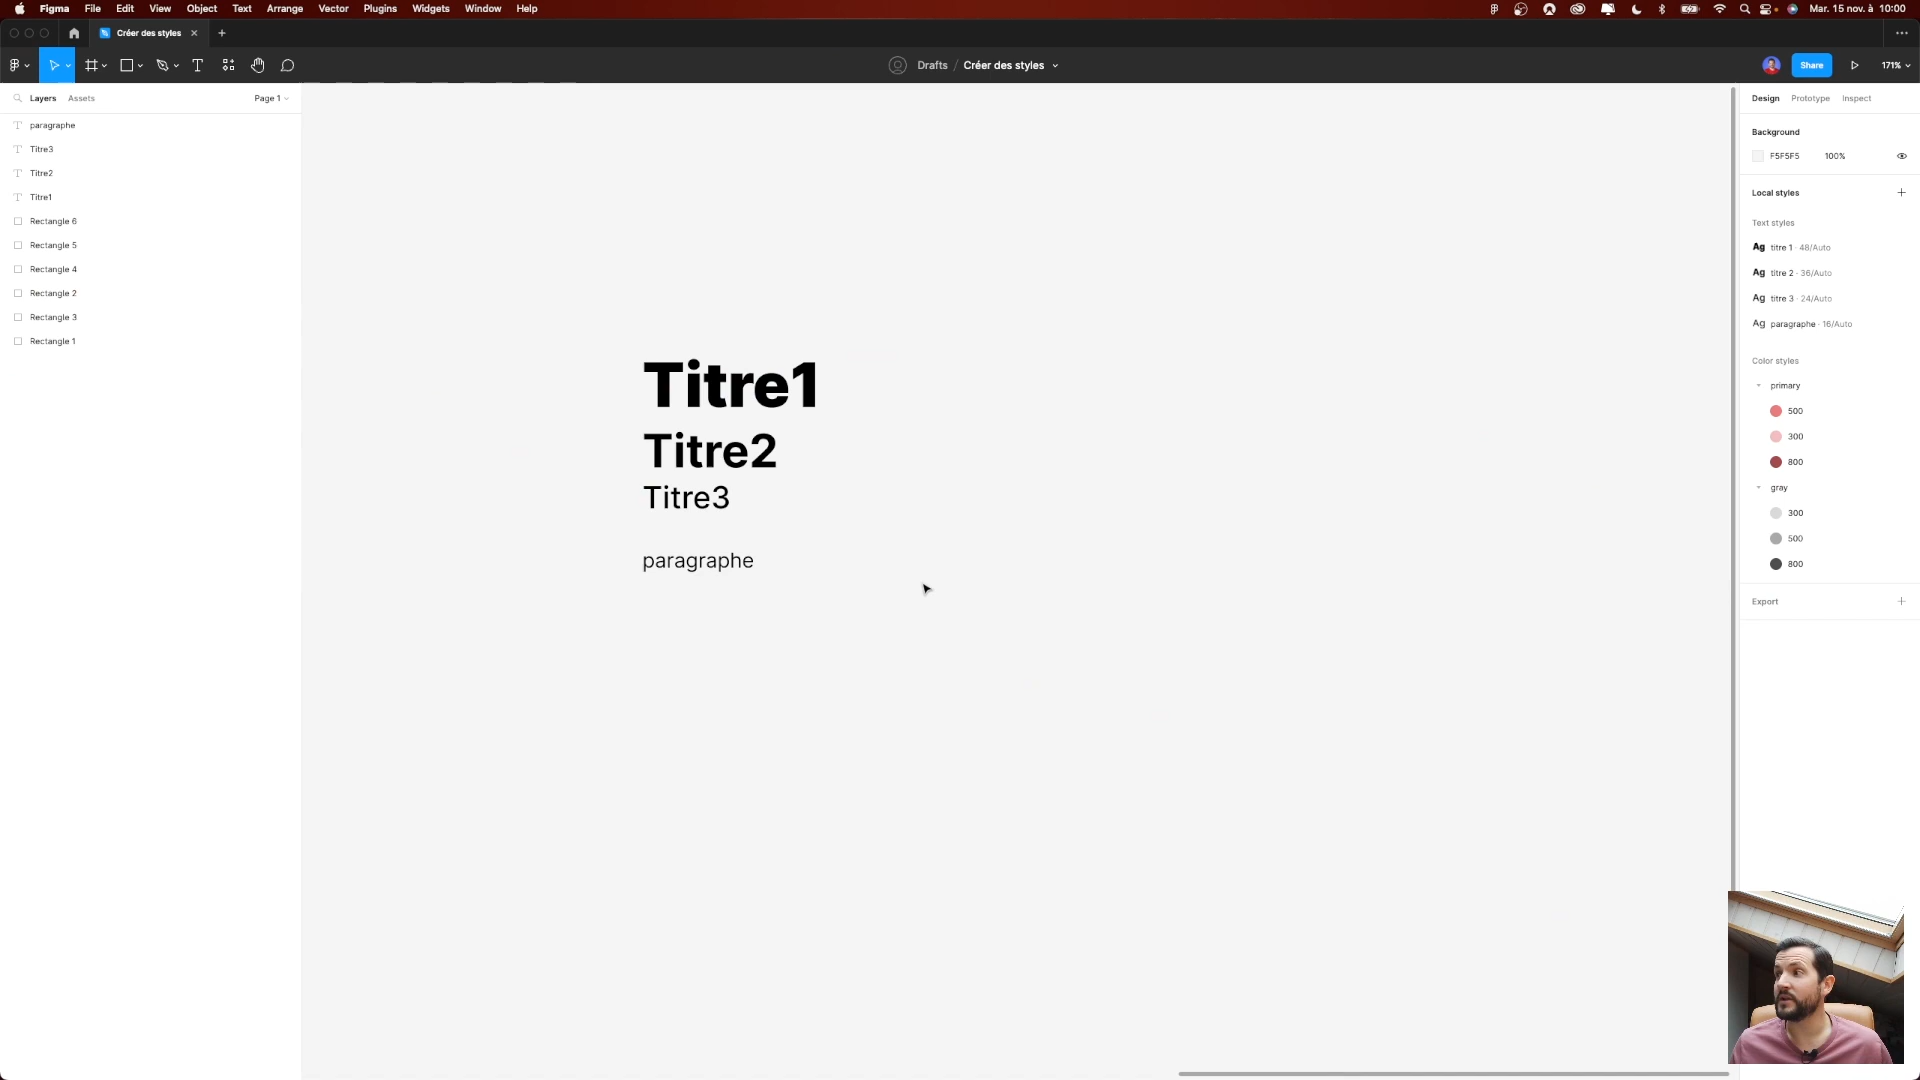 Figma File Edit View Object Text Arrange Vector Plugins Widgets Window Help
Mar. 15 nov. à 10:00
Créer des styles
Drafts / Créer des styles
Share
171%
Layers Assets Page 1
paragraphe
Titre3
Titre2
Titre1
Rectangle 6
Rectangle 5
Rectangle 4
Rectangle 2
Rectangle 3
Rectangle 1
Titre1
Titre2
Titre3
paragraphe
Design Prototype Inspect
Background
F5F5F5 100%
Local styles
Text styles
Ag titre 1 · 48/Auto
Ag titre 2 · 36/Auto
Ag titre 3 · 24/Auto
Ag paragraphe · 16/Auto
Color styles
primary
500
300
800
gray
300
500
800
Export